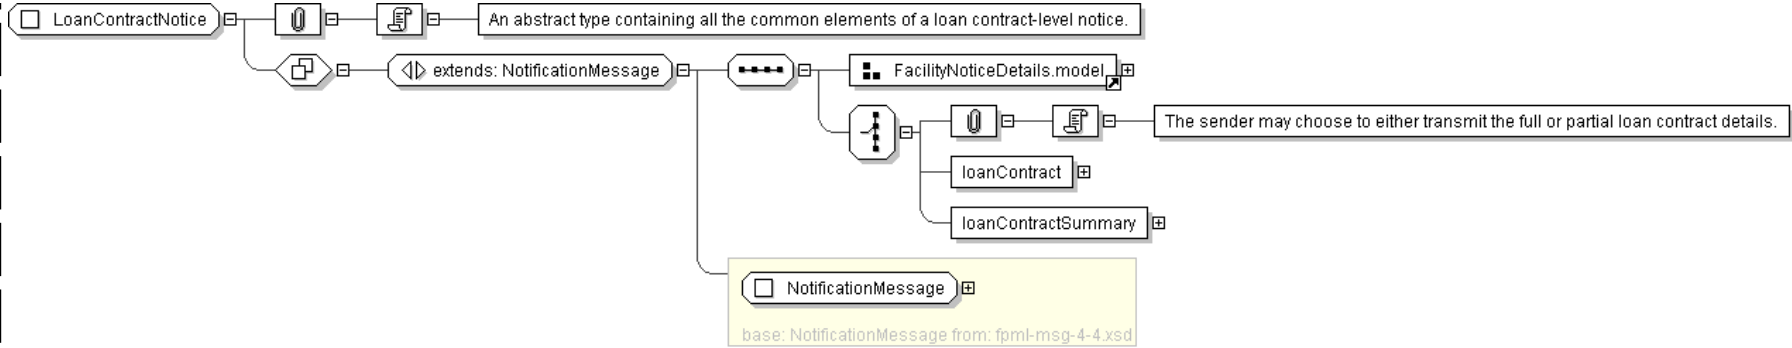 LoanContractNotice
An abstract type containing all the common elements of a loan contract-level notice.
extends: NotificationMessage
FacilityNoticeDetails.model
The sender may choose to either transmit the full or partial loan contract details.
loanContract
loanContractSummary
NotificationMessage
base: NotificationMessage from: fpml-msg-4-4.xsd